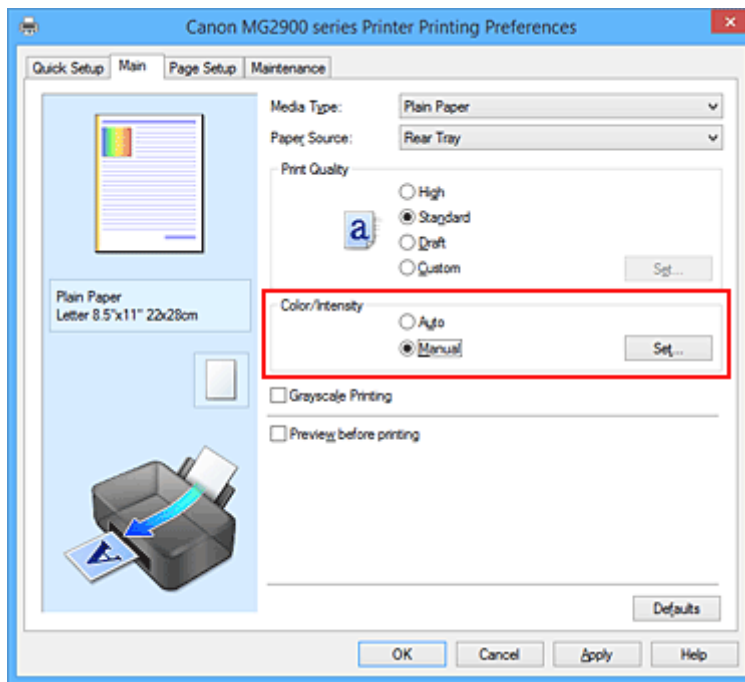 Canon MG2900 series Printer Printing Preferences
Quick Setup Main Page Setup Maintenance
Media Type: Plain Paper
Paper Source: Rear Tray
Print Quality
High
Standard
Draft
Custom Set...
Plain Paper
Letter 8.5"x11" 22x28cm
Color/Intensity
Auto
Manual Set...
Grayscale Printing
Preview before printing
Defaults
OK Cancel Apply Help